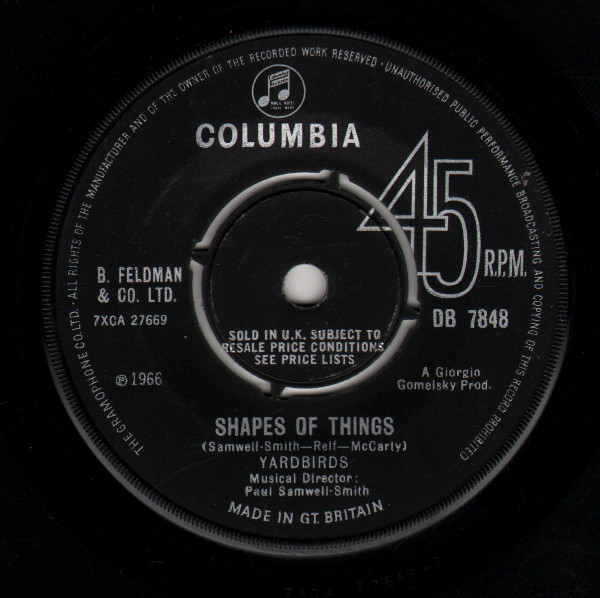 THE GRAMOPHONE CO. LTD. · ALL RIGHTS OF THE MANUFACTURER AND OF THE OWNER OF THE RECORDED WORK RESERVED · UNAUTHORISED PUBLIC PERFORMANCE BROADCASTING AND COPYING OF THIS RECORD PROHIBITED
COLUMBIA
45 R.P.M.
B. FELDMAN
& CO. LTD.
7XCA 27669
DB 7848
SOLD IN U.K. SUBJECT TO
RESALE PRICE CONDITIONS
SEE PRICE LISTS
℗ 1966
A Giorgio
Gomelsky Prod.
SHAPES OF THINGS
(Samwell-Smith—Relf—McCarty)
YARDBIRDS
Musical Director:
Paul Samwell-Smith
MADE IN GT. BRITAIN